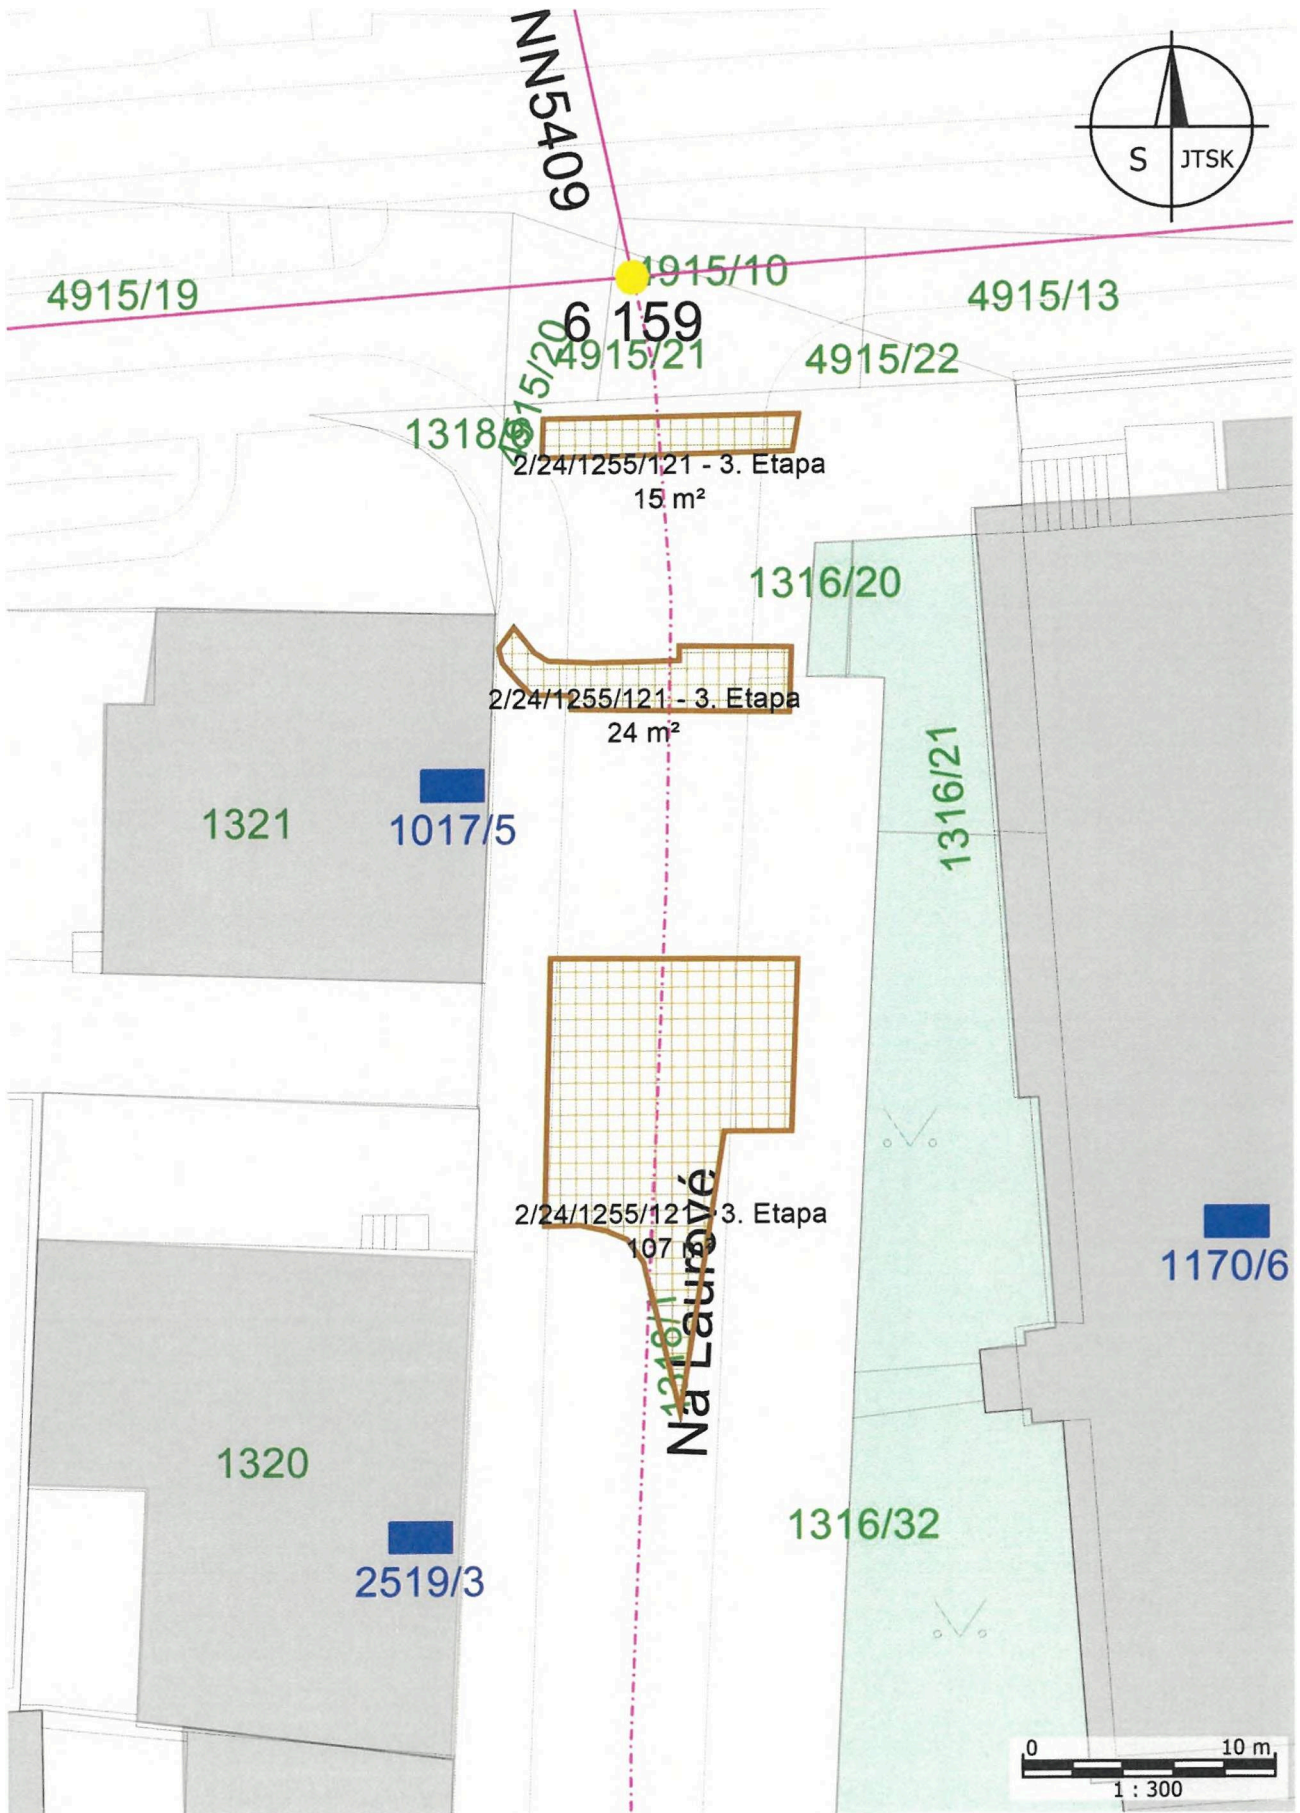 NN5409
S JTSK
4915/19
4915/10
4915/13
6 159
4915/20
4915/21
4915/22
1318/6
2/24/1255/121 - 3. Etapa
15 m²
1316/20
2/24/1255/121 - 3. Etapa
24 m²
1316/21
1321
1017/5
2/24/1255/121 - 3. Etapa
107 m²
Na Laurové
1318/1
1170/6
1320
1316/32
2519/3
0 10 m
1 : 300